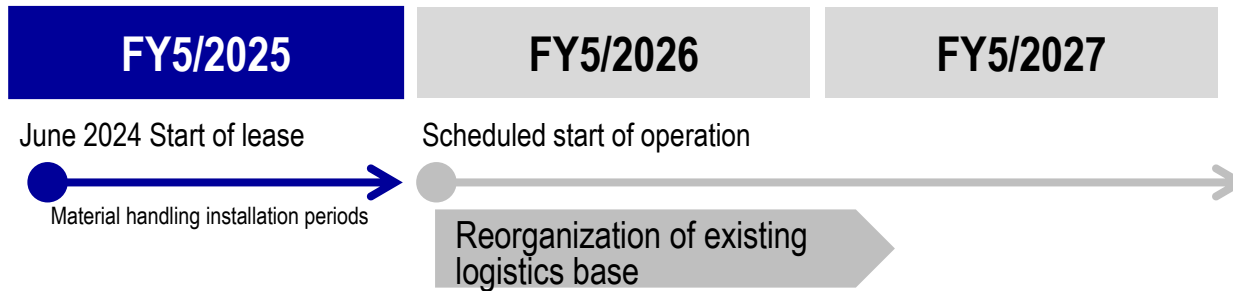 FY5/2025
FY5/2026
FY5/2027
June 2024 Start of lease
Scheduled start of operation
Material handling installation periods
Reorganization of existing
logistics base